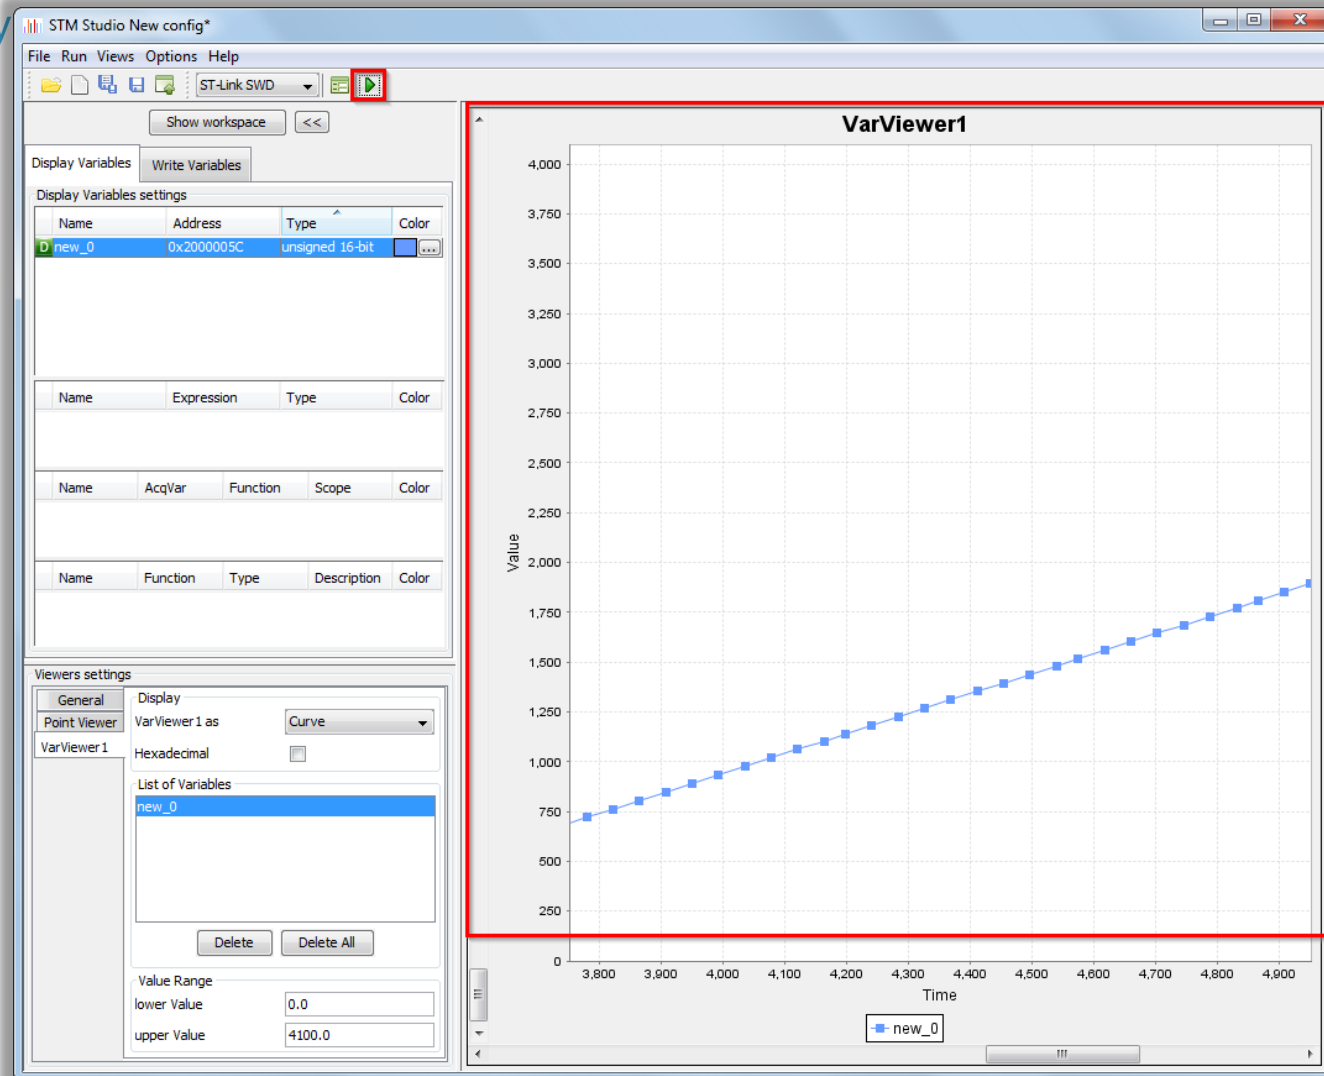 y
STM Studio New config*
File Run Views Options Help
ST-Link SWD
Show workspace <<
Display Variables Write Variables
Display Variables settings
Name Address Type Color
D new_0 0x2000005C unsigned 16-bit ...
Name Expression Type Color
Name AcqVar Function Scope Color
Name Function Type Description Color
Viewers settings
General
Point Viewer
VarViewer1
Display
VarViewer1 as Curve
Hexadecimal
List of Variables
new_0
Delete Delete All
Value Range
lower Value 0.0
upper Value 4100.0
VarViewer1
4,000
3,750
3,500
3,250
3,000
2,750
2,500
2,250
2,000
1,750
1,500
1,250
1,000
750
500
250
0
Value
3,800 3,900 4,000 4,100 4,200 4,300 4,400 4,500 4,600 4,700 4,800 4,900
Time
new_0